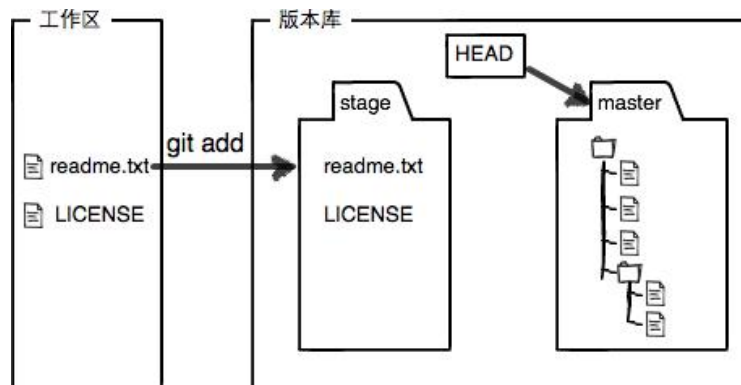 工作区
版本库
HEAD
stage
master
git add
readme.txt
readme.txt
LICENSE
LICENSE